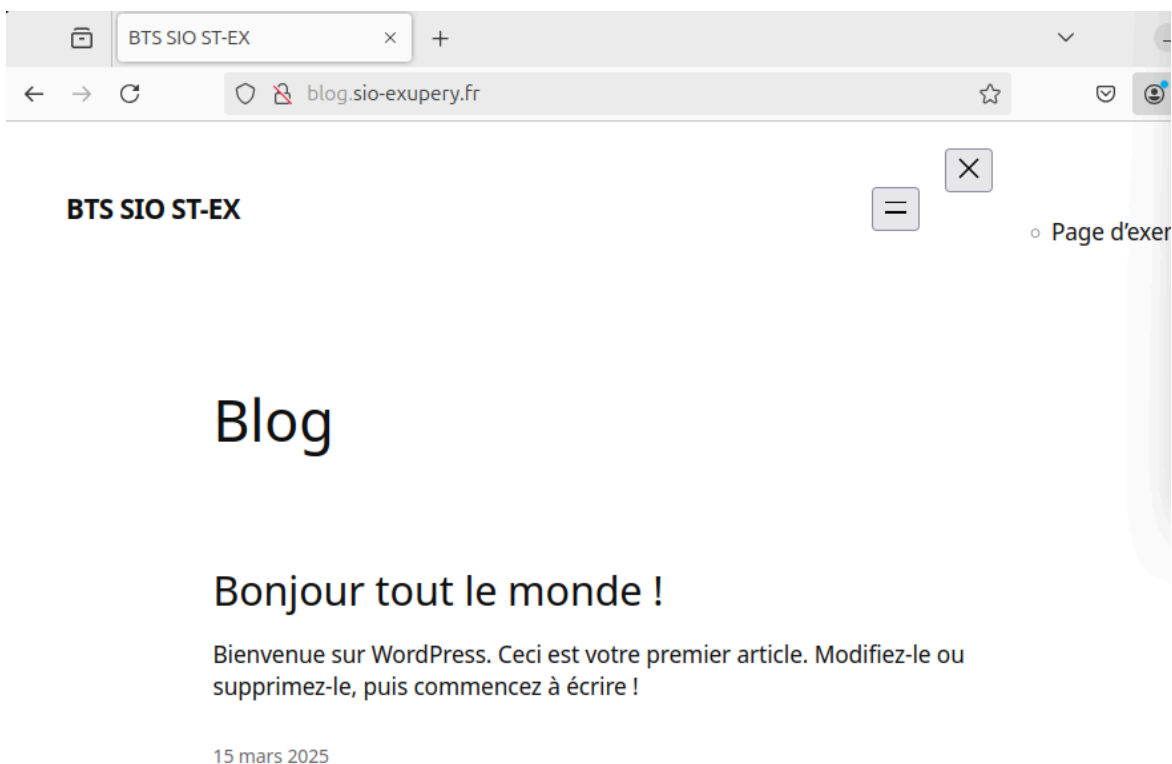 BTS SIO ST-EX
blog.sio-exupery.fr
BTS SIO ST-EX
Page d’exem
Blog
Bonjour tout le monde !
Bienvenue sur WordPress. Ceci est votre premier article. Modifiez-le ou
supprimez-le, puis commencez à écrire !
15 mars 2025